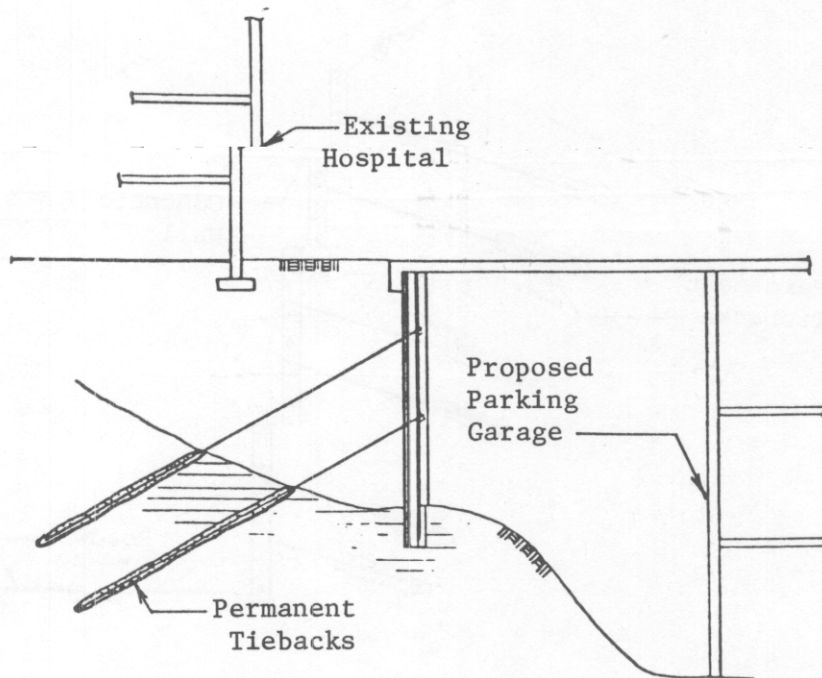 Existing
Hospital
Proposed
Parking
Garage
Permanent
Tiebacks